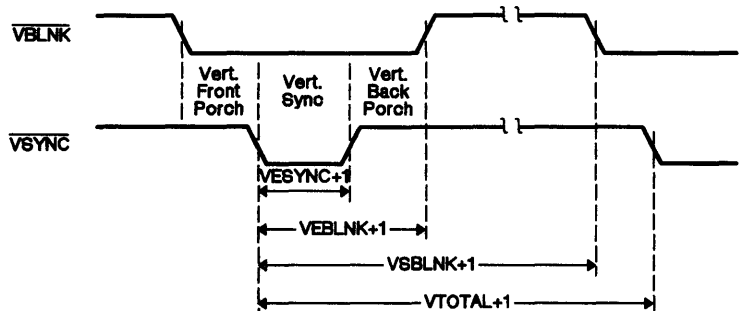 VBLNK
Vert. Front Porch
Vert. Sync
Vert. Back Porch
VSYNC
VESYNC+1
VEBLNK+1
VSBLNK+1
VTOTAL+1